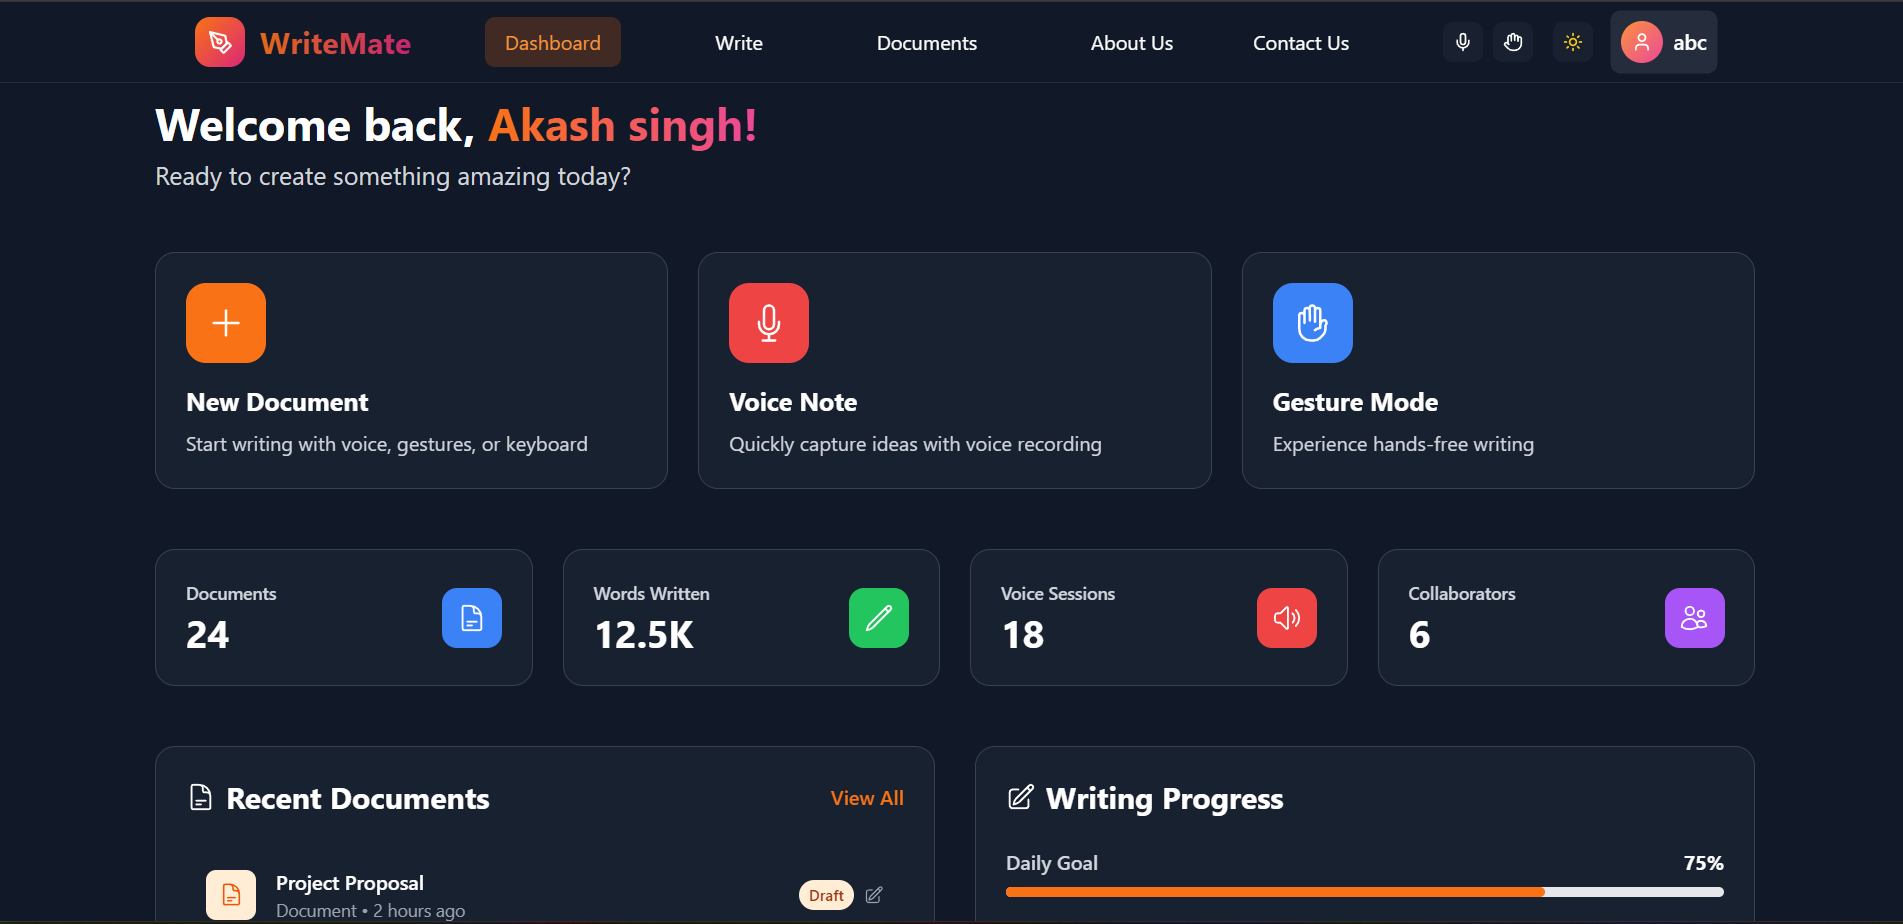 WriteMate
Dashboard
Write
Documents
About Us
Contact Us
abc
Welcome back, Akash singh!
Ready to create something amazing today?
New Document
Start writing with voice, gestures, or keyboard
Voice Note
Quickly capture ideas with voice recording
Gesture Mode
Experience hands-free writing
Documents
24
Words Written
12.5K
Voice Sessions
18
Collaborators
6
Recent Documents
View All
Project Proposal
Document • 2 hours ago
Draft
Writing Progress
Daily Goal
75%